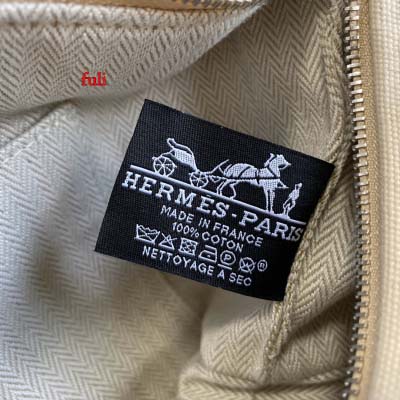 fuli
HERMES-PARIS
MADE IN FRANCE
100% COTON
NETTOYAGE A SEC